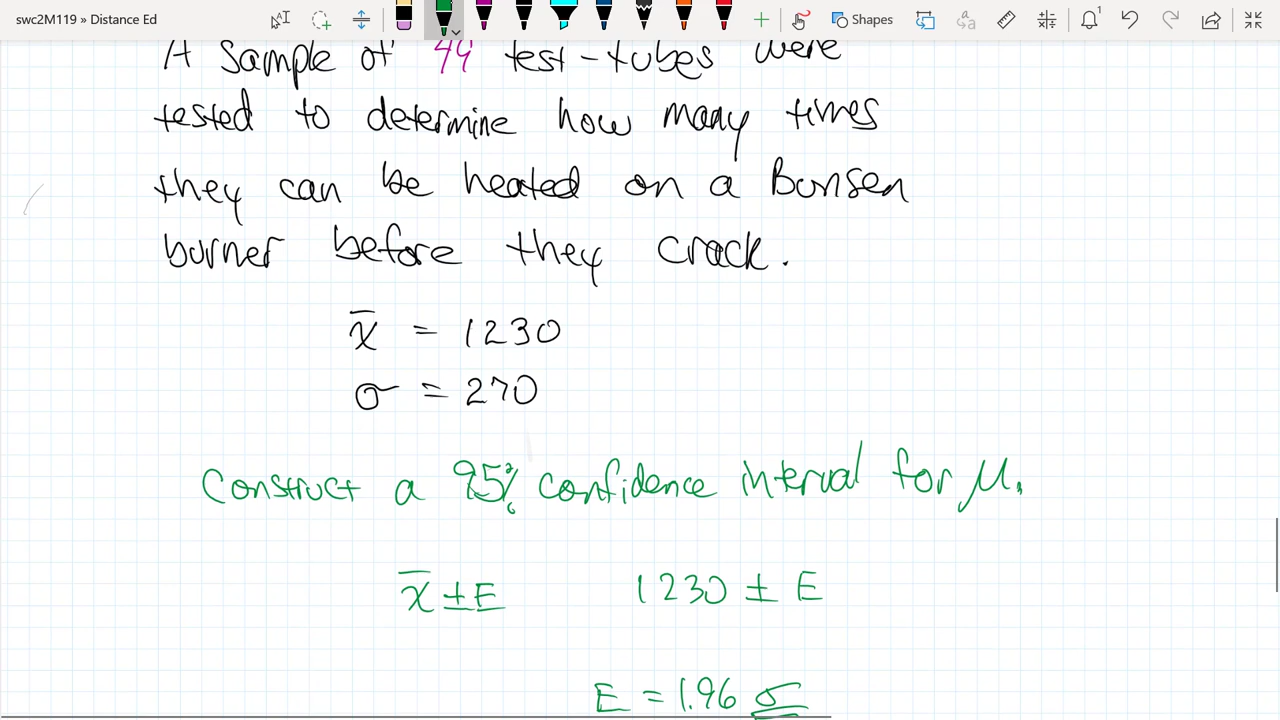 swc2M119 » Distance Ed
Shapes
A Sample of 44 test-tubes were
tested to determine how many times
they can be heated on a Bunsen
burner before they crack.
x̄ = 1230
σ = 270
Construct a 95% confidence interval for μ.
x̄ ± E 1230 ± E
E = 1.96 σ